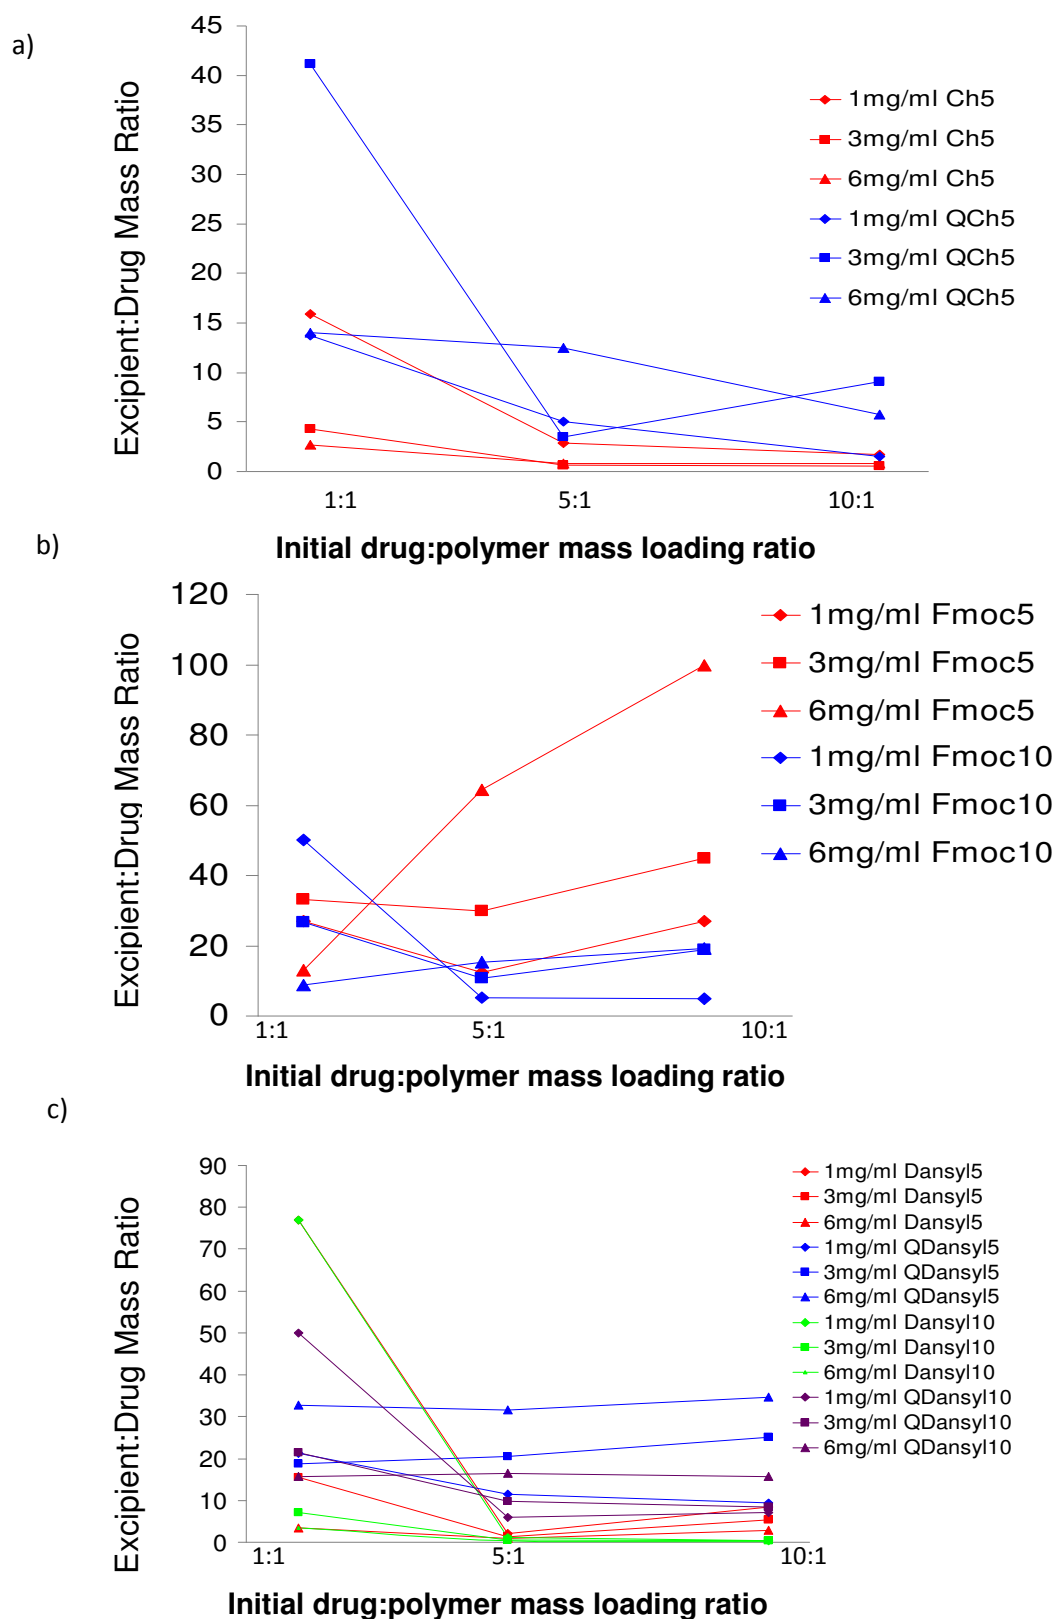 a)
Excipient:Drug Mass Ratio
45
40
35
30
25
20
15
10
5
0
1:1 5:1 10:1
Initial drug:polymer mass loading ratio
1mg/ml Ch5
3mg/ml Ch5
6mg/ml Ch5
1mg/ml QCh5
3mg/ml QCh5
6mg/ml QCh5
b)
Excipient:Drug Mass Ratio
120
100
80
60
40
20
0
1:1 5:1 10:1
Initial drug:polymer mass loading ratio
1mg/ml Fmoc5
3mg/ml Fmoc5
6mg/ml Fmoc5
1mg/ml Fmoc10
3mg/ml Fmoc10
6mg/ml Fmoc10
c)
Excipient:Drug Mass Ratio
90
80
70
60
50
40
30
20
10
0
1:1 5:1 10:1
Initial drug:polymer mass loading ratio
1mg/ml Dansyl5
3mg/ml Dansyl5
6mg/ml Dansyl5
1mg/ml QDansyl5
3mg/ml QDansyl5
6mg/ml QDansyl5
1mg/ml Dansyl10
3mg/ml Dansyl10
6mg/ml Dansyl10
1mg/ml QDansyl10
3mg/ml QDansyl10
6mg/ml QDansyl10